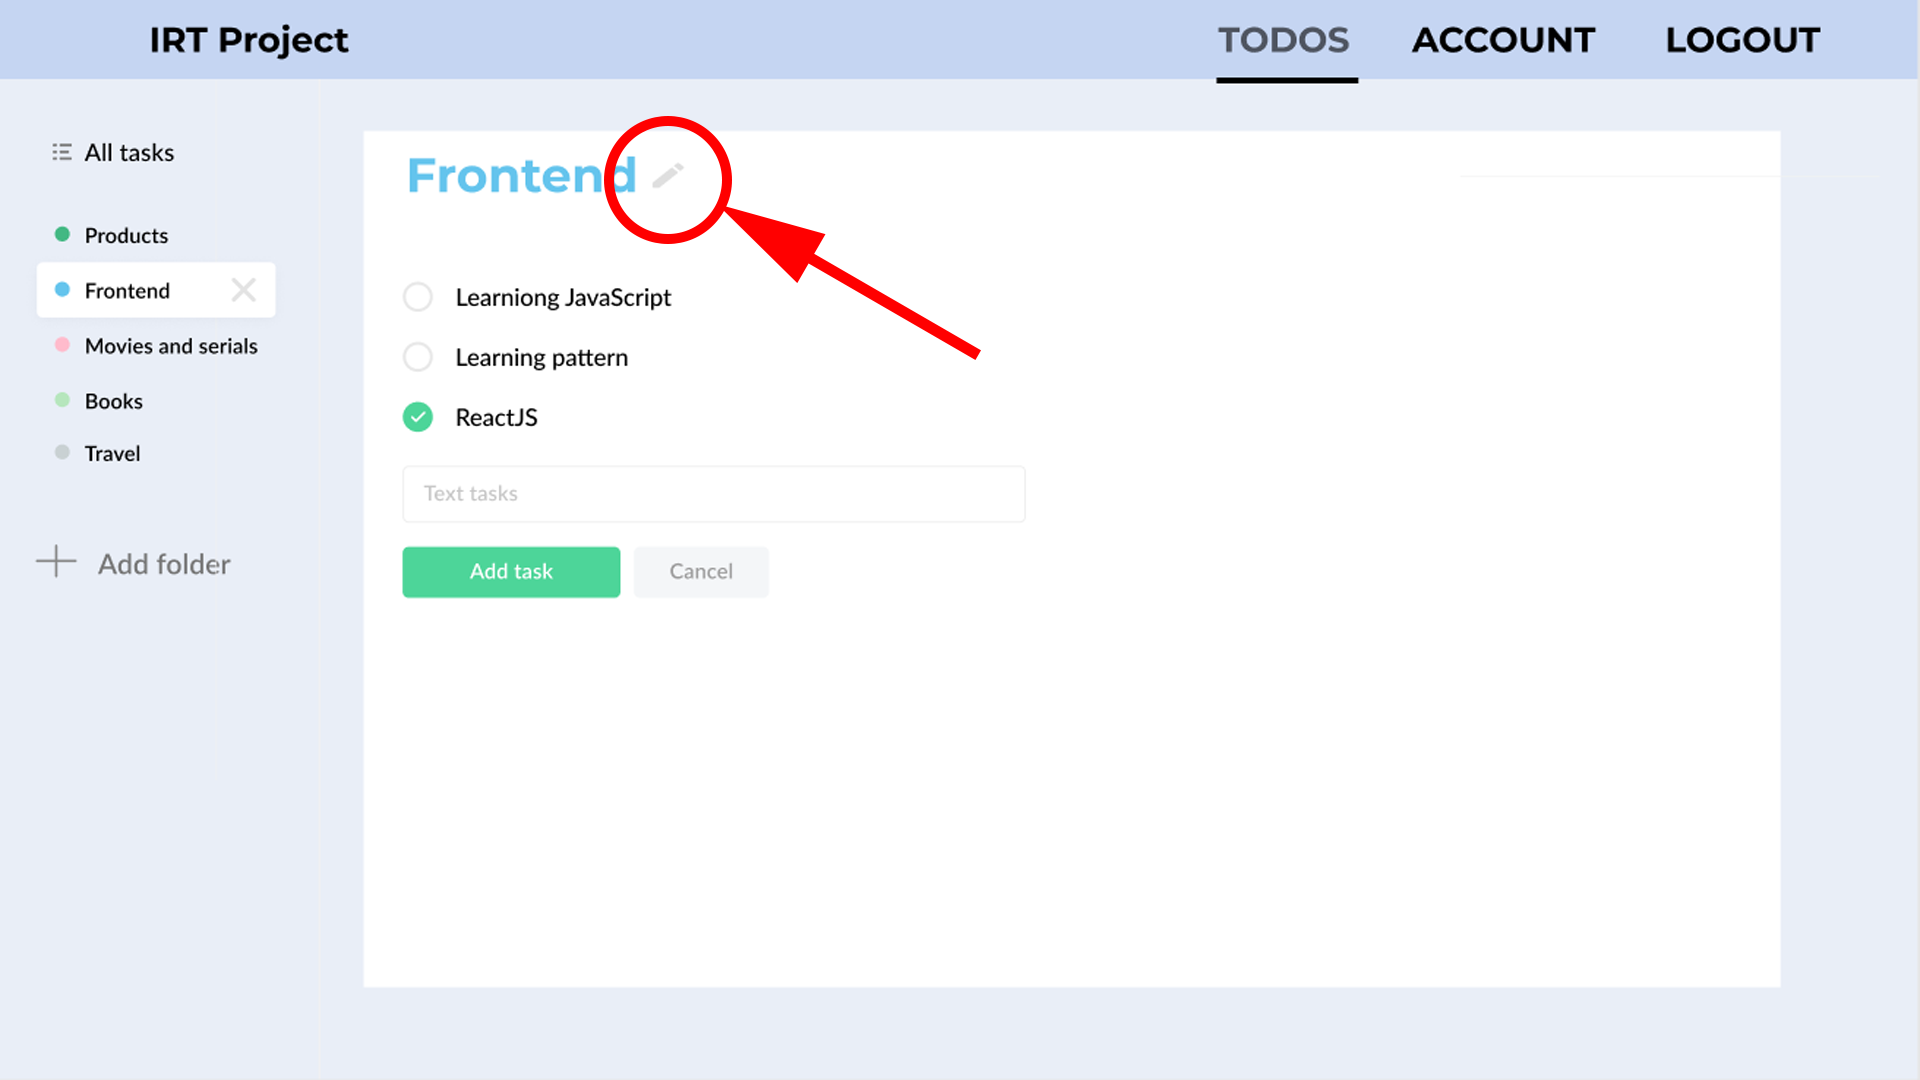 IRT Project
TODOS
ACCOUNT
LOGOUT
All tasks
Products
Frontend
Movies and serials
Books
Travel
Add folder
Frontend
Learniong JavaScript
Learning pattern
ReactJS
Text tasks
Add task
Cancel